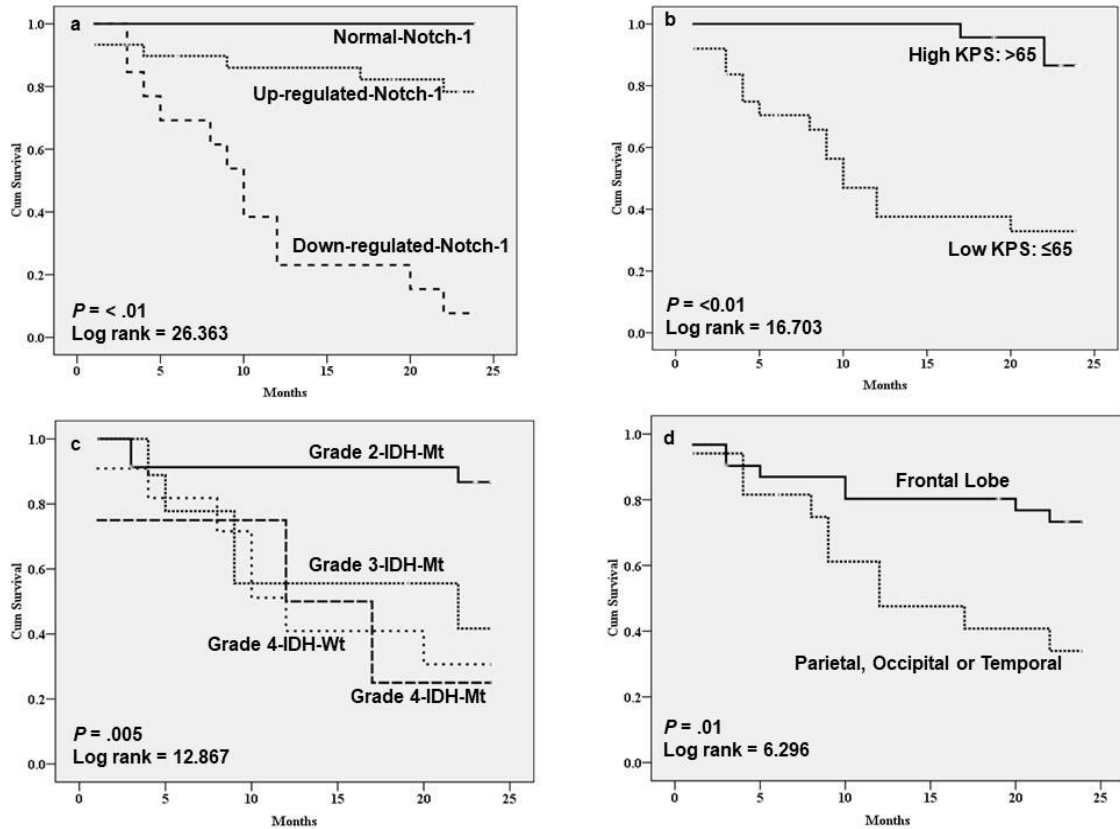 a
1.0
0.8
0.6
0.4
0.2
0.0
Cum Survival
Normal-Notch-1
Up-regulated-Notch-1
Down-regulated-Notch-1
P = < .01
Log rank = 26.363
0 5 10 15 20 25
Months
b
1.0
0.8
0.6
0.4
0.2
0.0
Cum Survival
High KPS: >65
Low KPS: ≤65
P = <0.01
Log rank = 16.703
0 5 10 15 20 25
Months
c
1.0
0.8
0.6
0.4
0.2
0.0
Cum Survival
Grade 2-IDH-Mt
Grade 3-IDH-Mt
Grade 4-IDH-Wt
Grade 4-IDH-Mt
P = .005
Log rank = 12.867
0 5 10 15 20 25
Months
d
1.0
0.8
0.6
0.4
0.2
0.0
Cum Survival
Frontal Lobe
Parietal, Occipital or Temporal
P = .01
Log rank = 6.296
0 5 10 15 20 25
Months